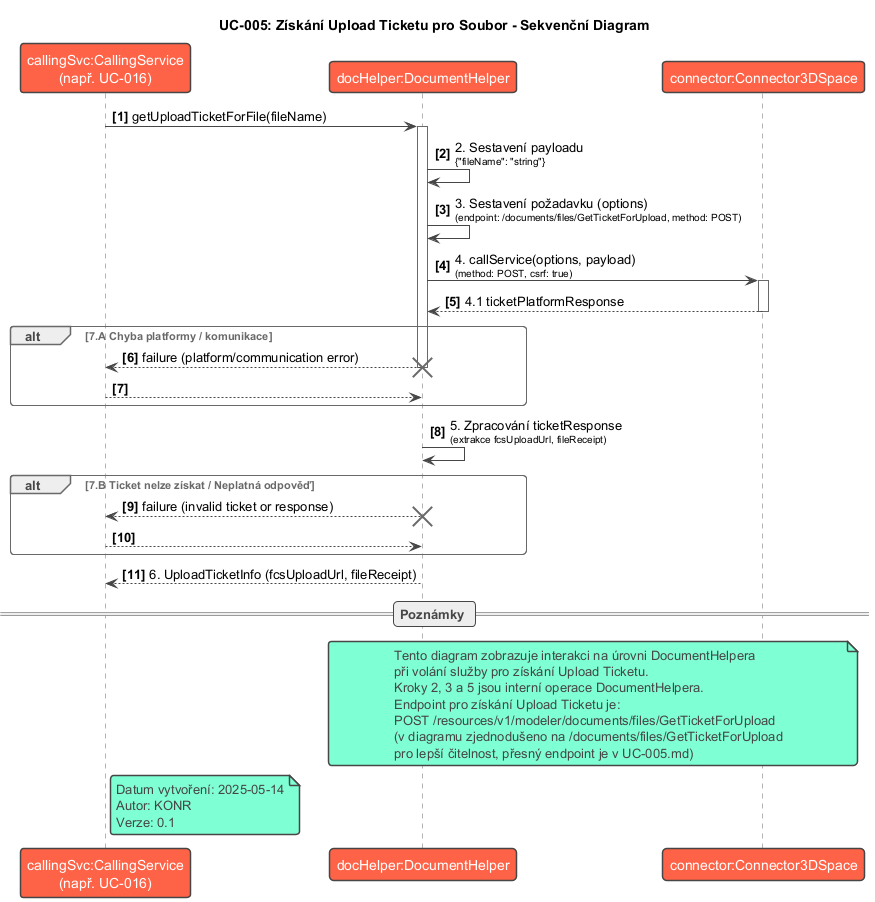 UC-005: Získání Upload Ticketu pro Soubor - Sekvenční Diagram
callingSvc:CallingService
(např. UC-016)
docHelper:DocumentHelper
connector:Connector3DSpace
[1] getUploadTicketForFile(fileName)
[2] 2. Sestavení payloadu
{"fileName": "string"}
[3] 3. Sestavení požadavku (options)
(endpoint: /documents/files/GetTicketForUpload, method: POST)
[4] 4. callService(options, payload)
(method: POST, csrf: true)
[5] 4.1 ticketPlatformResponse
alt [7.A Chyba platformy / komunikace]
[6] failure (platform/communication error)
[7]
[8] 5. Zpracování ticketResponse
(extrakce fcsUploadUrl, fileReceipt)
alt [7.B Ticket nelze získat / Neplatná odpověď]
[9] failure (invalid ticket or response)
[10]
[11] 6. UploadTicketInfo (fcsUploadUrl, fileReceipt)
Poznámky
Tento diagram zobrazuje interakci na úrovni DocumentHelpera
při volání služby pro získání Upload Ticketu.
Kroky 2, 3 a 5 jsou interní operace DocumentHelpera.
Endpoint pro získání Upload Ticketu je:
POST /resources/v1/modeler/documents/files/GetTicketForUpload
(v diagramu zjednodušeno na /documents/files/GetTicketForUpload
pro lepší čitelnost, přesný endpoint je v UC-005.md)
Datum vytvoření: 2025-05-14
Autor: KONR
Verze: 0.1
callingSvc:CallingService
(např. UC-016)
docHelper:DocumentHelper
connector:Connector3DSpace